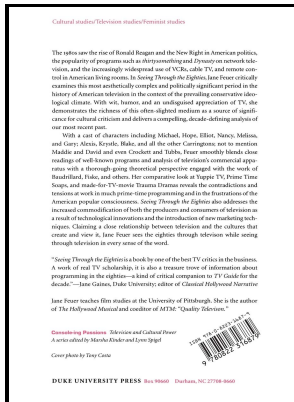 Cultural studies/Television studies/Feminist studies
The 1980s saw the rise of Ronald Reagan and the New Right in American politics,
the popularity of programs such as thirtysomething and Dynasty on network tele-
vision, and the increasingly widespread use of VCRs, cable TV, and remote con-
trol in American living rooms. In Seeing Through the Eighties, Jane Feuer critically
examines this most aesthetically complex and politically significant period in the
history of American television in the context of the prevailing conservative ideo-
logical climate. With wit, humor, and an undisguised appreciation of TV, she
demonstrates the richness of this often-slighted medium as a source of signifi-
cance for cultural criticism and delivers a compelling, decade-defining analysis of
our most recent past.
With a cast of characters including Michael, Hope, Elliot, Nancy, Melissa,
and Gary; Alexis, Krystle, Blake, and all the other Carringtons; not to mention
Maddie and David and even Crockett and Tubbs, Feuer smoothly blends close
readings of well-known programs and analysis of television's commercial appa-
ratus with a thorough-going theoretical perspective engaged with the work of
Baudrillard, Fiske, and others. Her comparative look at Yuppie TV, Prime Time
Soaps, and made-for-TV-movie Trauma Dramas reveals the contradictions and
tensions at work in much prime-time programming and in the frustrations of the
American popular consciousness. Seeing Through the Eighties also addresses the
increased commodification of both the producers and consumers of television as
a result of technological innovations and the introduction of new marketing tech-
niques. Claiming a close relationship between television and the cultures that
create and view it, Jane Feuer sees the eighties through televison while seeing
through television in every sense of the word.
"Seeing Through the Eighties is a book by one of the best TV critics in the business.
A work of real TV scholarship, it is also a treasure trove of information about
programming in the eighties—a kind of critical companion to TV Guide for the
decade."—Jane Gaines, Duke University; editor of Classical Hollywood Narrative
Jane Feuer teaches film studies at the University of Pittsburgh. She is the author
of The Hollywood Musical and coeditor of MTM: "Quality Television."
Consoling Passions Television and Cultural Power
A series edited by Marsha Kinder and Lynn Spigel
Cover photo by Tony Costa
ISBN 978-0-8223-1687-9
9 780822 316879
DUKE UNIVERSITY PRESS Box 90660 Durham, NC 27708-0660